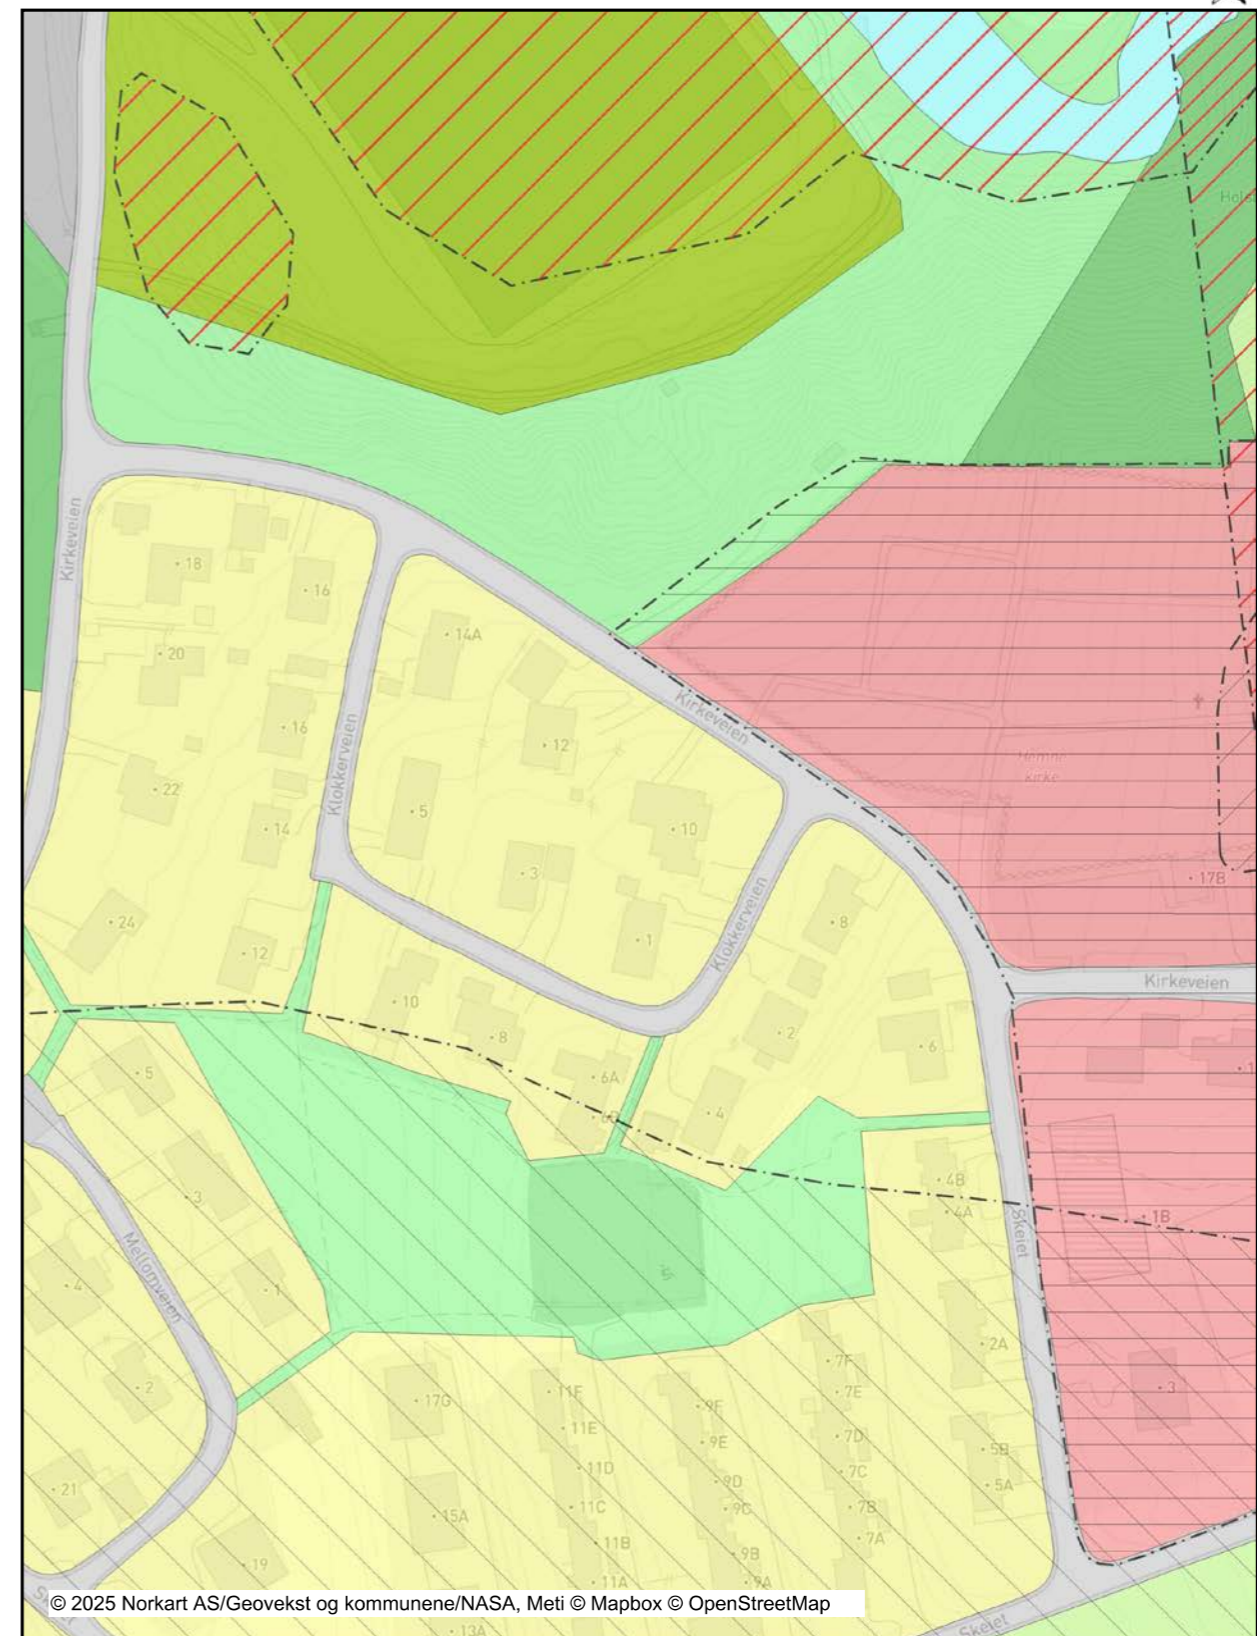 Kirkeveien
18
16
20
14A
16
Kirkeveien
12
22
Klokkerveien
5
14
10
Hemne
kirke
3
17B
24
8
12
1
Klokkerveien
Kirkeveien
10
8
2
6
5
6A
4
6B
3
4B
4A
1B
Skeiet
4
1
Mellomveien
2A
2
7F
3
17G
11F
7E
9F
11E
9E
7D
5B
11D
7C
9D
5A
21
11C
9C
7B
15A
11B
7A
19
9B
11A
9A
© 2025 Norkart AS/Geovekst og kommunene/NASA, Meti © Mapbox © OpenStreetMap
13A
Skeiet